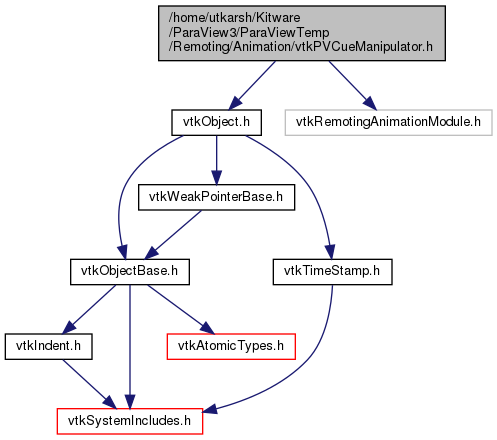 /home/utkarsh/Kitware
/ParaView3/ParaViewTemp
/Remoting/Animation/vtkPVCueManipulator.h
vtkObject.h
vtkRemotingAnimationModule.h
vtkWeakPointerBase.h
vtkObjectBase.h
vtkTimeStamp.h
vtkIndent.h
vtkAtomicTypes.h
vtkSystemIncludes.h